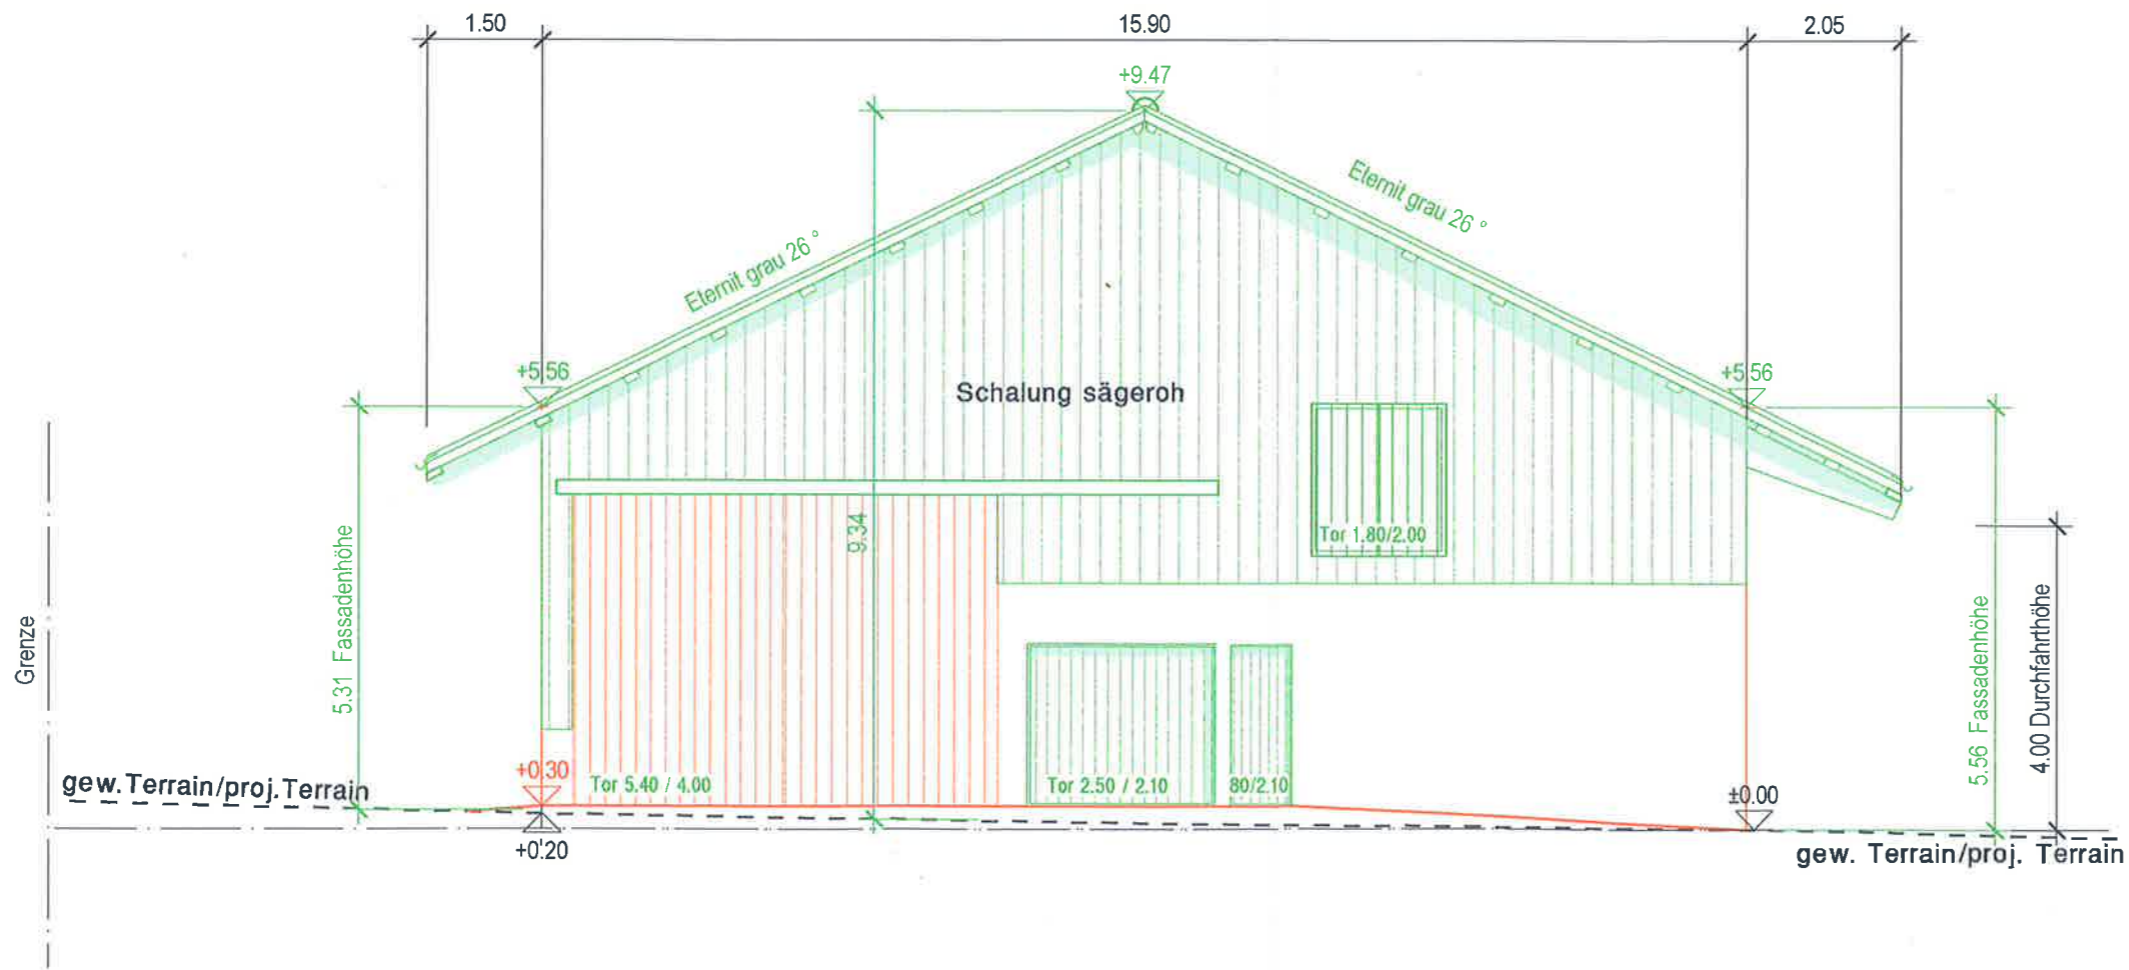 1.50
15.90
2.05
+9.47
Eternit grau 26 °
Eternit grau 26 °
+5.56
+5.56
Schalung sägeroh
Tor 1.80/2.00
9.34
5.31 Fassadenhöhe
5.56 Fassadenhöhe
4.00 Durchfahrthöhe
Grenze
gew.Terrain/proj.Terrain
+0.30
Tor 5.40 / 4.00
Tor 2.50 / 2.10
80/2.10
±0.00
+0.20
gew. Terrain/proj. Terrain